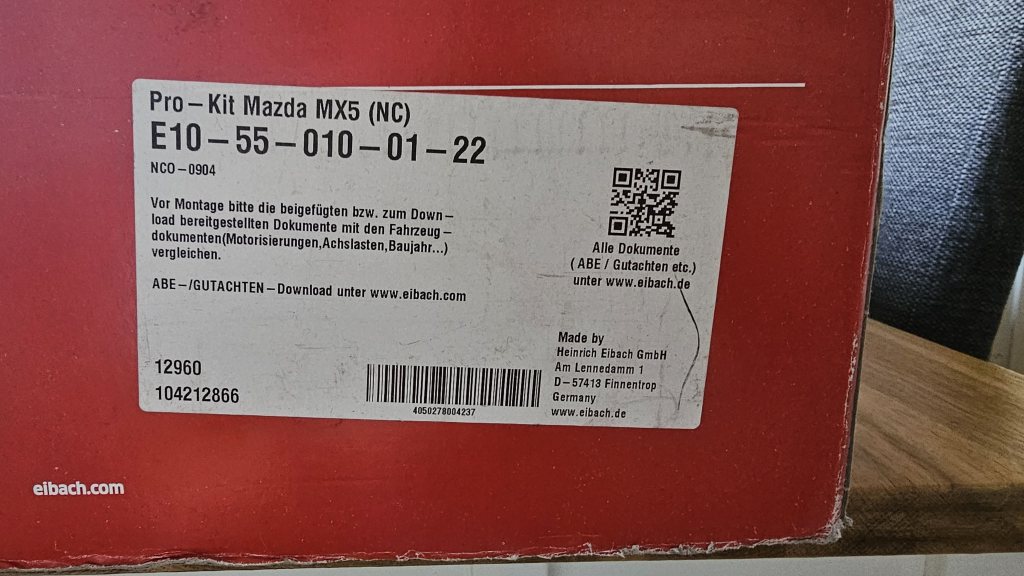 Pro-Kit Mazda MX5 (NC)
E10-55-010-01-22
NCO-0904
Vor Montage bitte die beigefügten bzw. zum Down-
load bereitgestellten Dokumente mit den Fahrzeug-
dokumenten(Motorisierungen,Achslasten,Baujahr...)
vergleichen.
ABE-/GUTACHTEN-Download unter www.eibach.com
Alle Dokumente
( ABE / Gutachten etc.)
unter www.eibach.de
12960
104212866
4050278004237
Made by
Heinrich Eibach GmbH
Am Lennedamm 1
D-57413 Finnentrop
Germany
www.eibach.de
eibach.com